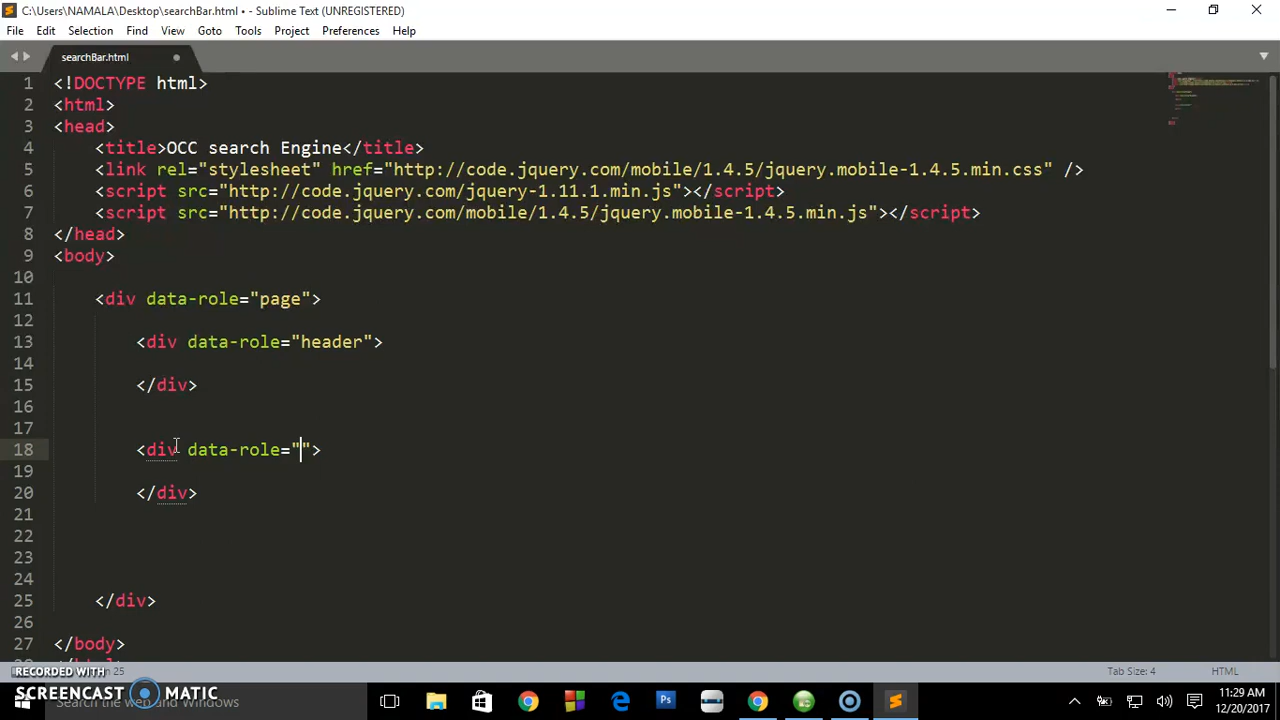 C:\Users\NAMALA\Desktop\searchBar.html • - Sublime Text (UNREGISTERED)
File Edit Selection Find View Goto Tools Project Preferences Help
searchBar.html
1 <!DOCTYPE html>
2 <html>
3 <head>
4 <title>OCC search Engine</title>
5 <link rel="stylesheet" href="http://code.jquery.com/mobile/1.4.5/jquery.mobile-1.4.5.min.css" />
6 <script src="http://code.jquery.com/jquery-1.11.1.min.js"></script>
7 <script src="http://code.jquery.com/mobile/1.4.5/jquery.mobile-1.4.5.min.js"></script>
8 </head>
9 <body>
10
11 <div data-role="page">
12
13 <div data-role="header">
14
15 </div>
16
17
18 <div data-role="">
19
20 </div>
21
22
23
24
25 </div>
26
27 </body>
RECORDED WITH
25
Tab Size: 4
HTML
SCREENCAST MATIC
Search the web and Windows
11:29 AM
12/20/2017